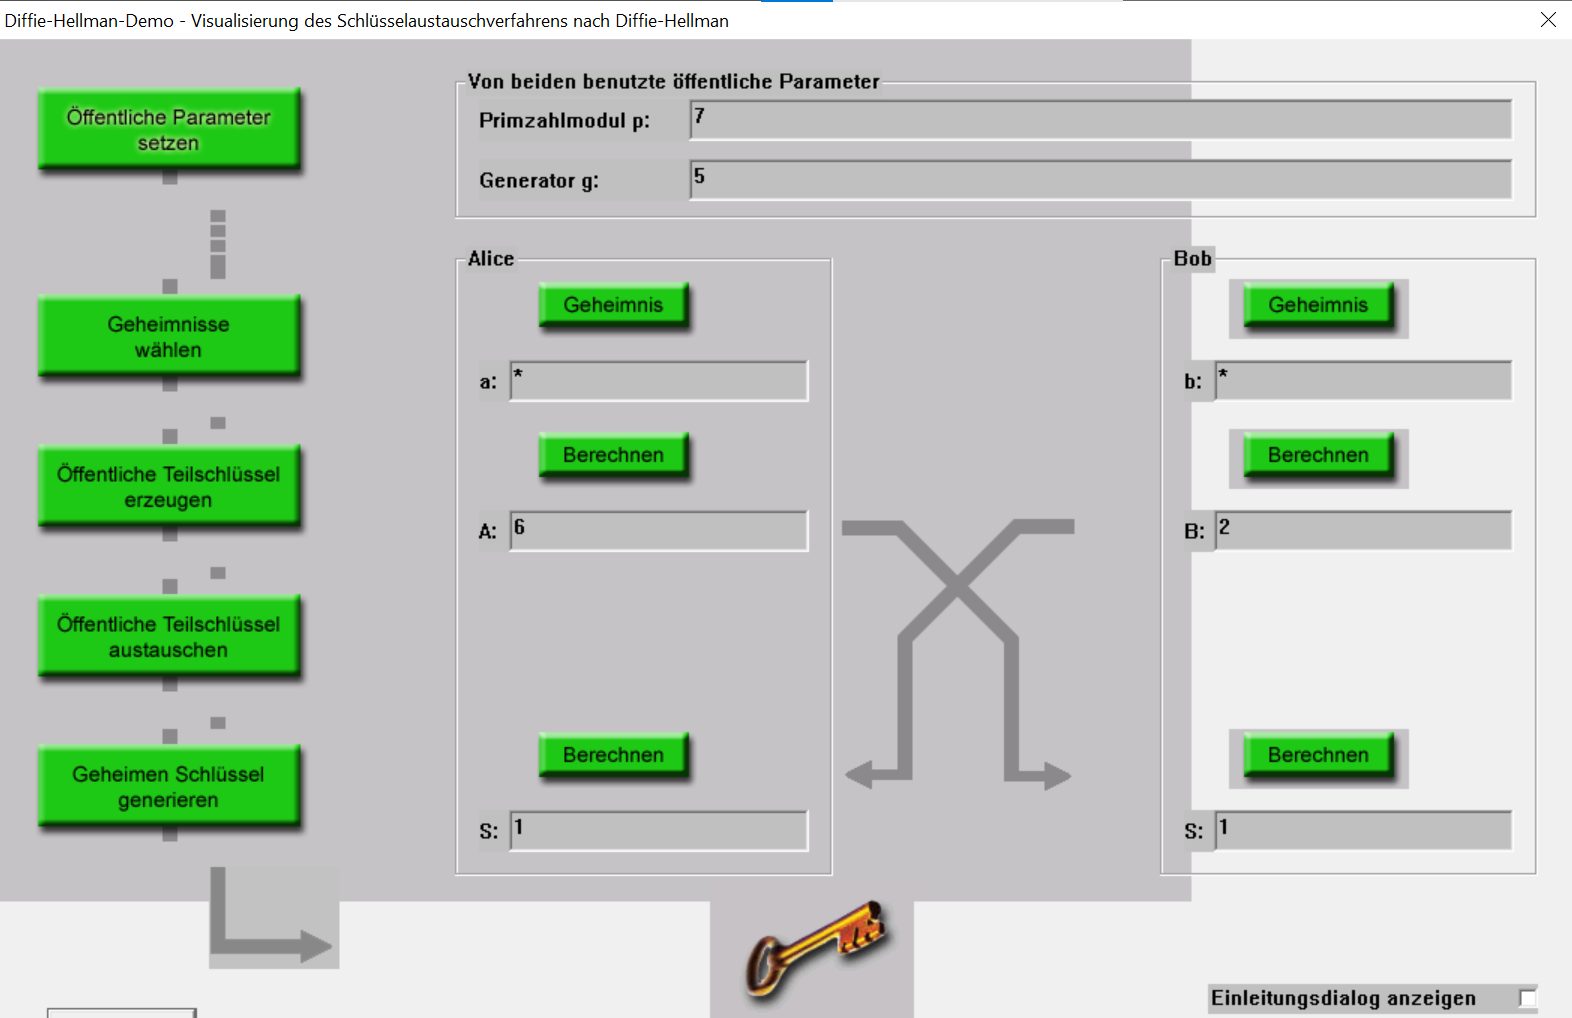 Diffie-Hellman-Demo - Visualisierung des Schlüsselaustauschverfahrens nach Diffie-Hellman
Öffentliche Parameter
setzen
Geheimnisse
wählen
Öffentliche Teilschlüssel
erzeugen
Öffentliche Teilschlüssel
austauschen
Geheimen Schlüssel
generieren
Von beiden benutzte öffentliche Parameter
Primzahlmodul p: 7
Generator g: 5
Alice
Geheimnis
a: *
Berechnen
A: 6
Berechnen
S: 1
Bob
Geheimnis
b: *
Berechnen
B: 2
Berechnen
S: 1
Einleitungsdialog anzeigen